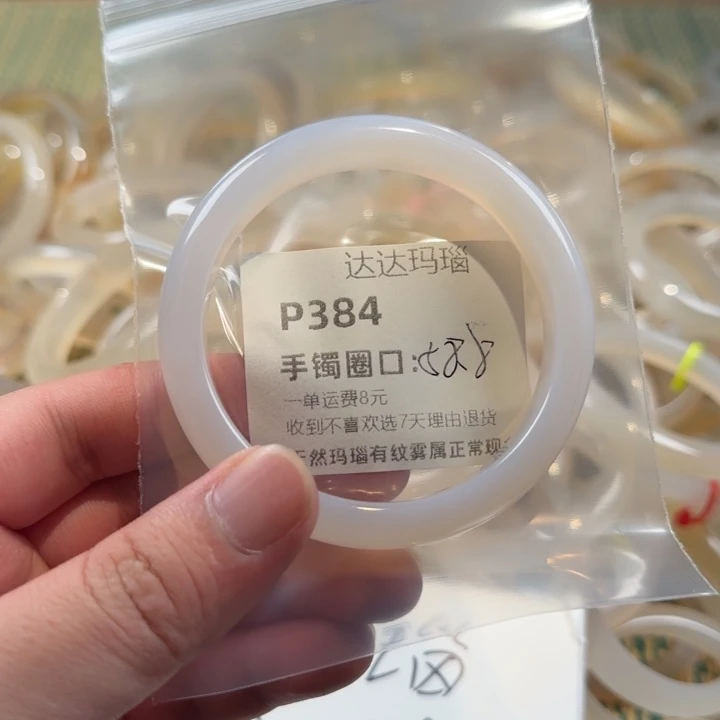 达达玛瑙
P384
手镯圈口:
一单运费8元
收到不喜欢选7天理由退货
天然玛瑙有纹雾属正常现